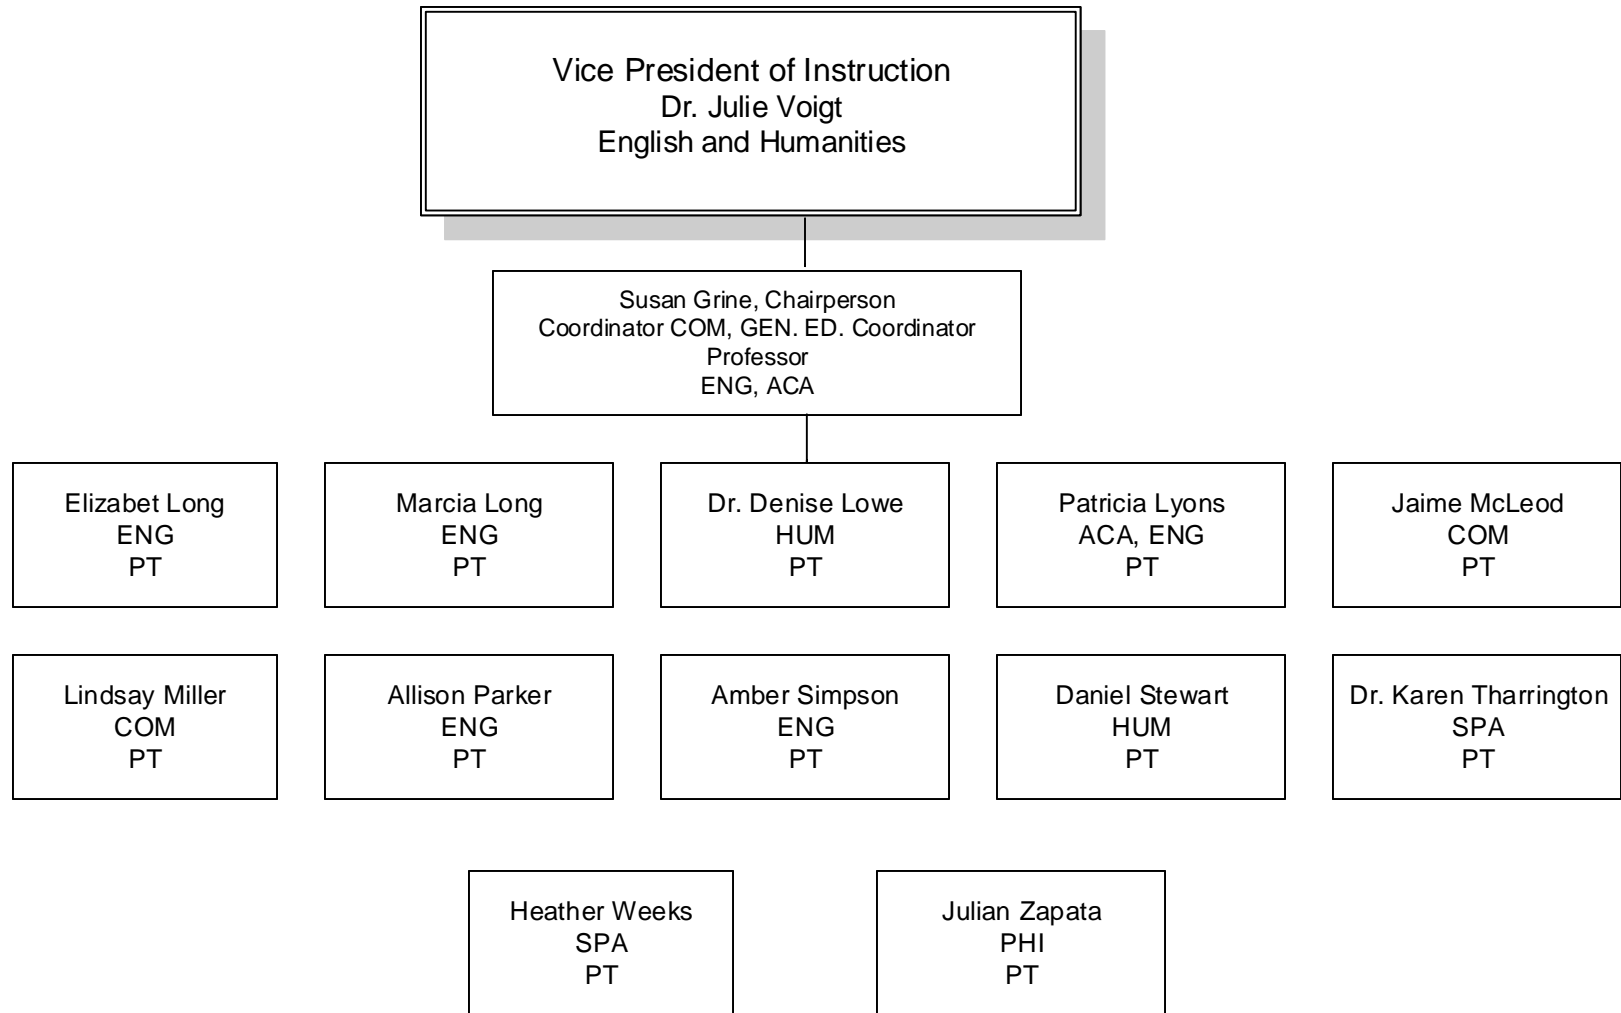 Vice President of Instruction
Dr. Julie Voigt
English and Humanities
Susan Grine, Chairperson
Coordinator COM, GEN. ED. Coordinator
Professor
ENG, ACA
Elizabet Long
ENG
PT
Marcia Long
ENG
PT
Dr. Denise Lowe
HUM
PT
Patricia Lyons
ACA, ENG
PT
Jaime McLeod
COM
PT
Lindsay Miller
COM
PT
Allison Parker
ENG
PT
Amber Simpson
ENG
PT
Daniel Stewart
HUM
PT
Dr. Karen Tharrington
SPA
PT
Heather Weeks
SPA
PT
Julian Zapata
PHI
PT